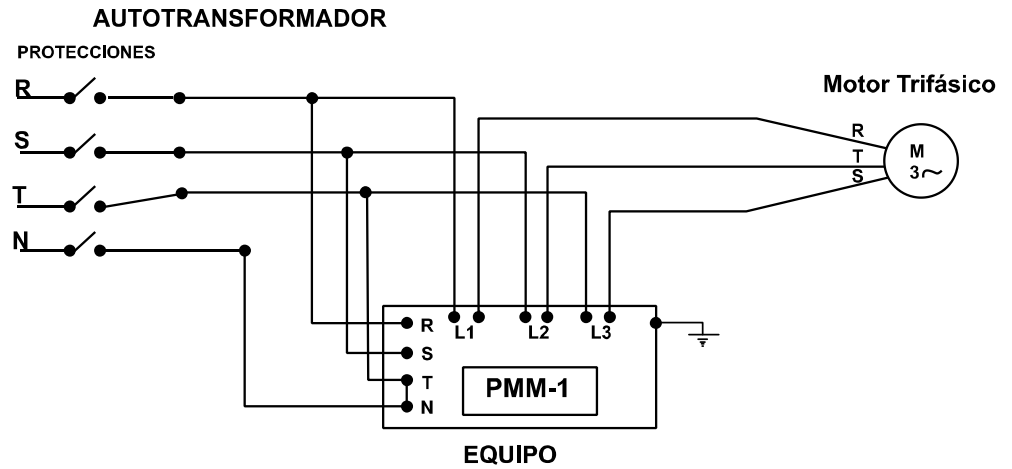 AUTOTRANSFORMADOR
PROTECCIONES
Motor Trifásico
R
S
T
N
R
T
S
M
3~
L1 L2 L3
R
S
T
N
PMM-1
EQUIPO